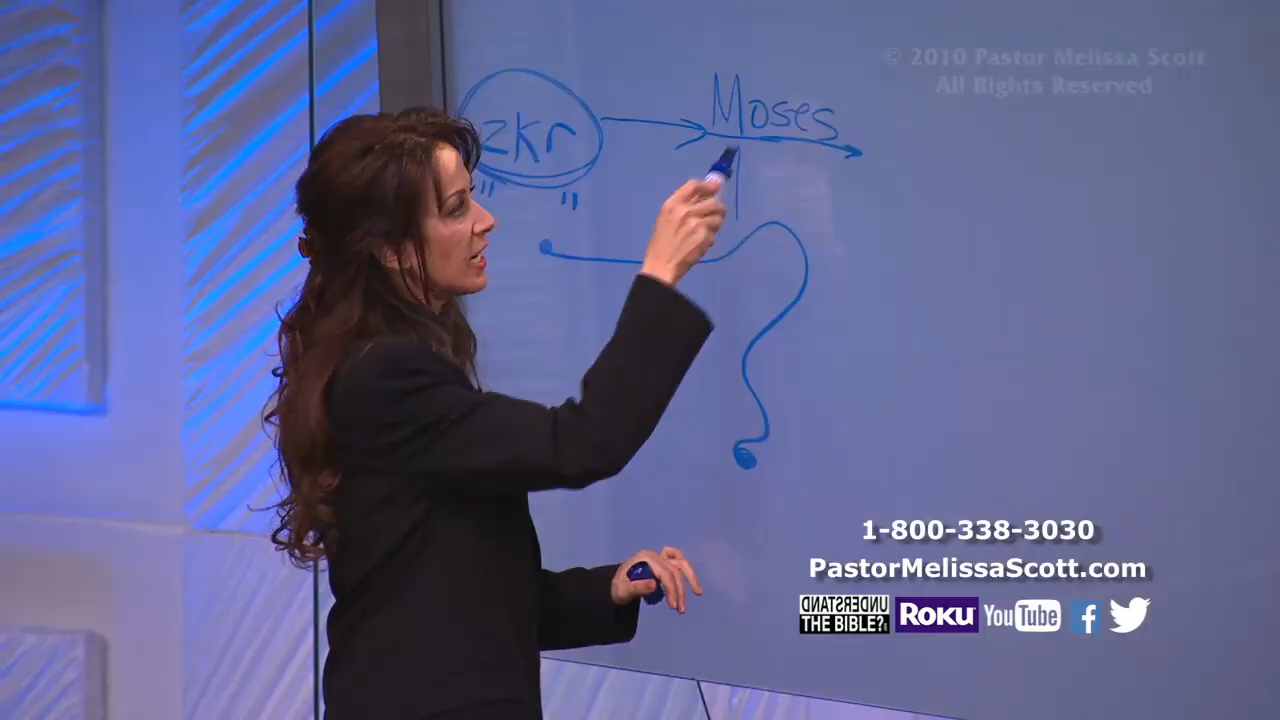 © 2010 Pastor Melissa Scott
All Rights Reserved
zkr
Moses
" "
1-800-338-3030
PastorMelissaScott.com
UNDERSTAND
THE BIBLE?
ROKU
YouTube
f